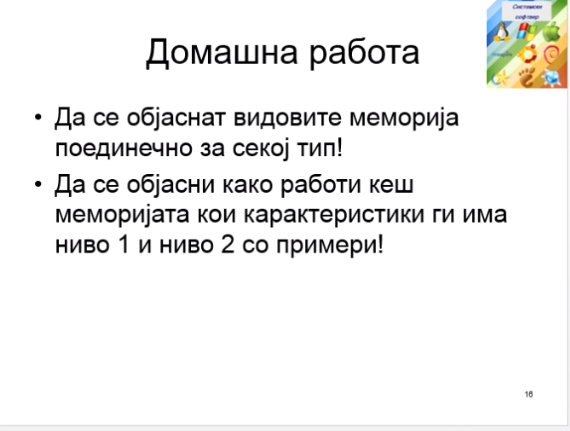 Системски
софтвер
Домашна работа
• Да се објаснат видовите меморија
поединечно за секој тип!
• Да се објасни како работи кеш
меморијата кои карактеристики ги има
ниво 1 и ниво 2 со примери!
16